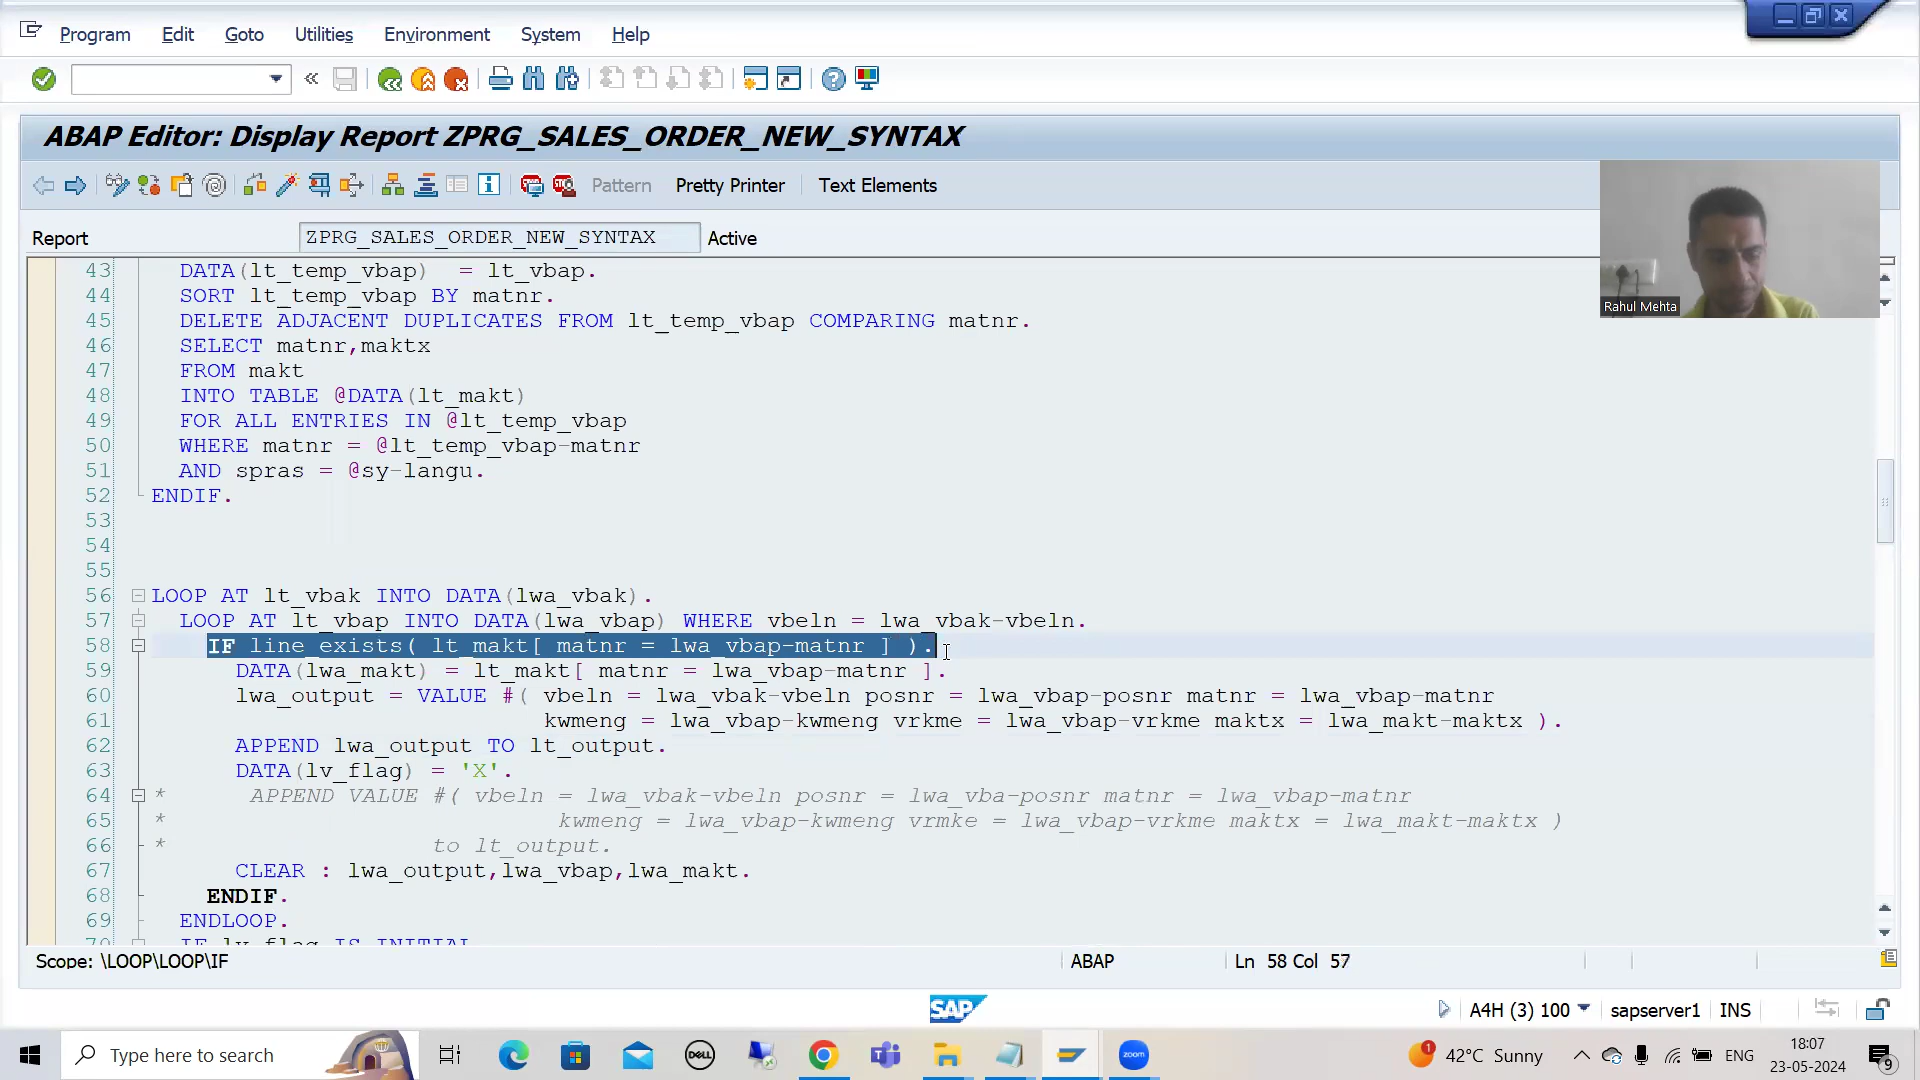 Program Edit Goto Utilities Environment System Help
ABAP Editor: Display Report ZPRG_SALES_ORDER_NEW_SYNTAX
Pattern Pretty Printer Text Elements
Report ZPRG_SALES_ORDER_NEW_SYNTAX Active
Rahul Mehta
43 DATA(lt_temp_vbap) = lt_vbap.
44 SORT lt_temp_vbap BY matnr.
45 DELETE ADJACENT DUPLICATES FROM lt_temp_vbap COMPARING matnr.
46 SELECT matnr,maktx
47 FROM makt
48 INTO TABLE @DATA(lt_makt)
49 FOR ALL ENTRIES IN @lt_temp_vbap
50 WHERE matnr = @lt_temp_vbap-matnr
51 AND spras = @sy-langu.
52 ENDIF.
53
54
55
56 LOOP AT lt_vbak INTO DATA(lwa_vbak).
57 LOOP AT lt_vbap INTO DATA(lwa_vbap) WHERE vbeln = lwa_vbak-vbeln.
58 IF line_exists( lt_makt[ matnr = lwa_vbap-matnr ] ).
59 DATA(lwa_makt) = lt_makt[ matnr = lwa_vbap-matnr ].
60 lwa_output = VALUE #( vbeln = lwa_vbak-vbeln posnr = lwa_vbap-posnr matnr = lwa_vbap-matnr
61 kwmeng = lwa_vbap-kwmeng vrkme = lwa_vbap-vrkme maktx = lwa_makt-maktx ).
62 APPEND lwa_output TO lt_output.
63 DATA(lv_flag) = 'X'.
64 * APPEND VALUE #( vbeln = lwa_vbak-vbeln posnr = lwa_vba-posnr matnr = lwa_vbap-matnr
65 * kwmeng = lwa_vbap-kwmeng vrmke = lwa_vbap-vrkme maktx = lwa_makt-maktx )
66 * to lt_output.
67 CLEAR : lwa_output,lwa_vbap,lwa_makt.
68 ENDIF.
69 ENDLOOP.
70 IF lv_flag IS INITIAL
Scope: \LOOP\LOOP\IF ABAP Ln 58 Col 57
SAP A4H (3) 100 sapserver1 INS
Type here to search DELL zoom 1 42°C Sunny ENG 18:07
23-05-2024 9